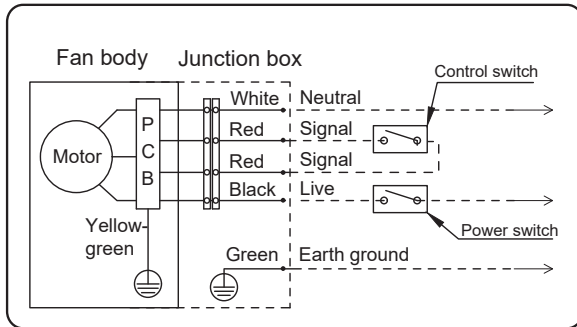 Fan body
Junction box
Control switch
White
Neutral
P
Red
Signal
Motor
C
Red
Signal
B
Black
Live
Yellow-
green
Power switch
Green
Earth ground